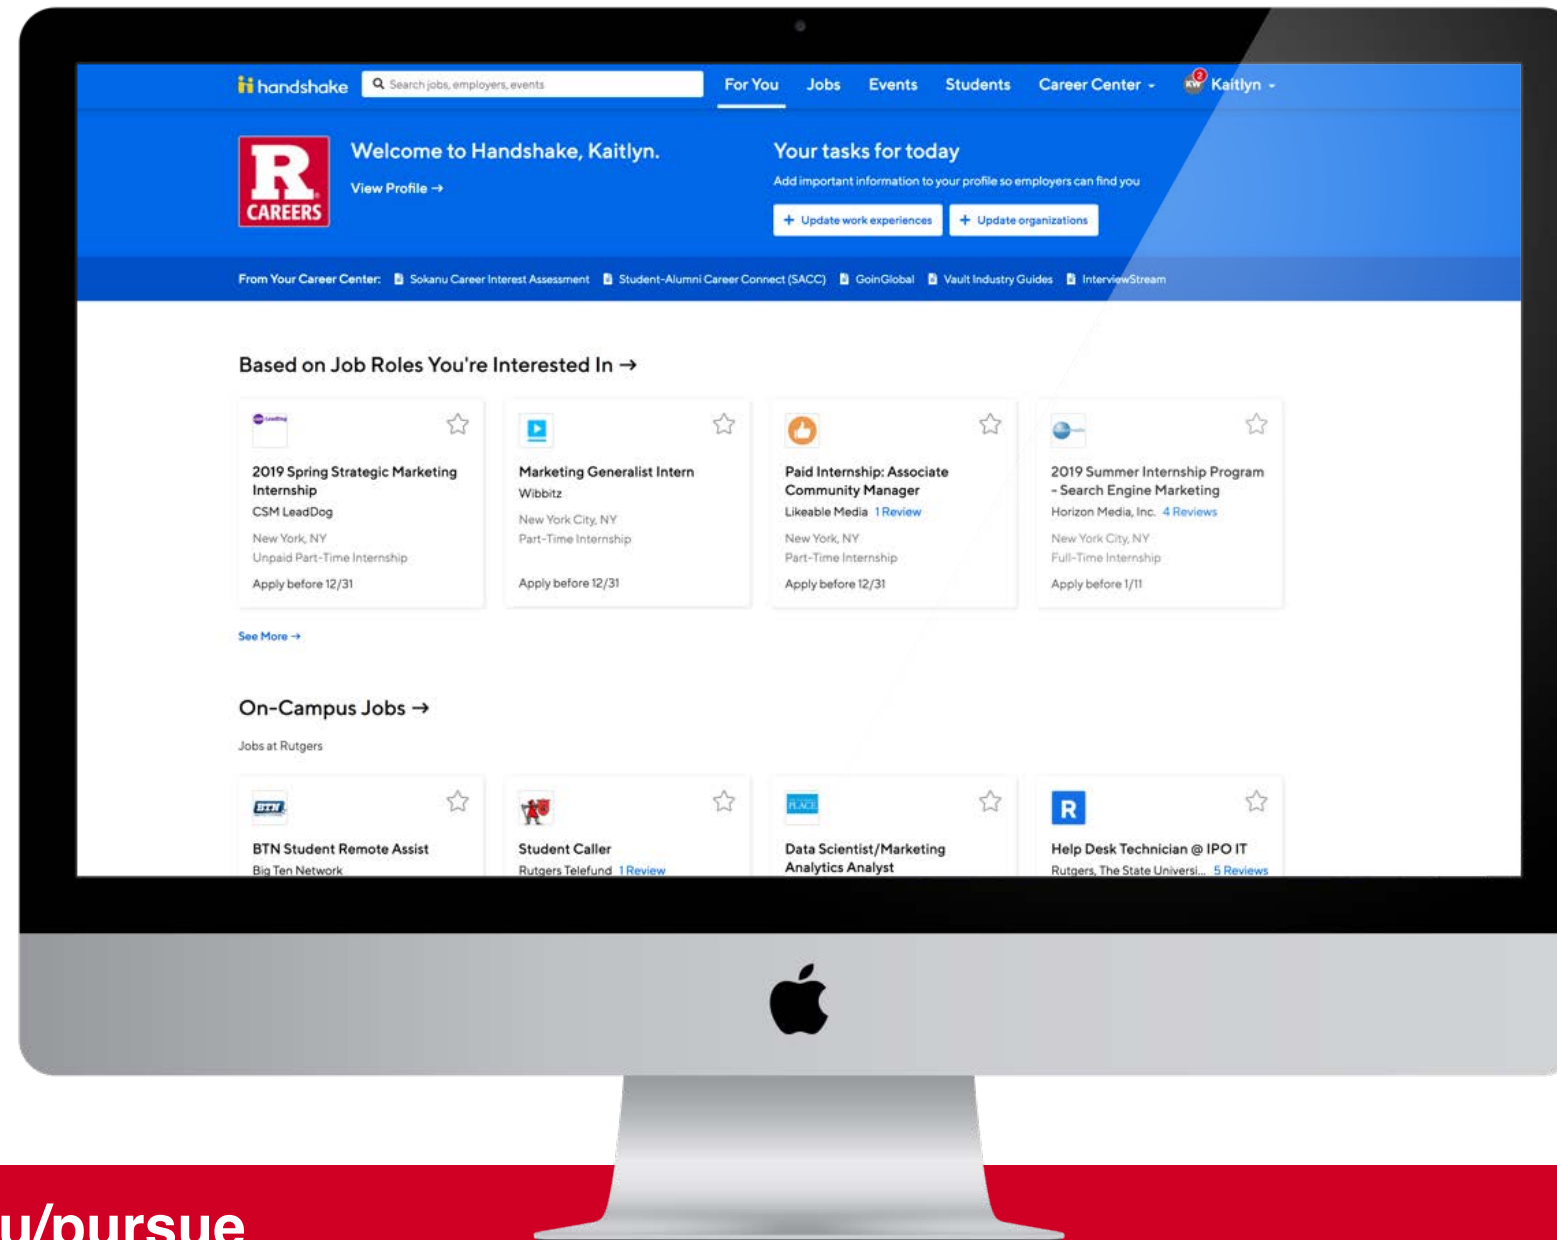 handshake
Search jobs, employers, events
For You
Jobs
Events
Students
Career Center
KW
2
Kaitlyn
R
CAREERS
Welcome to Handshake, Kaitlyn.
View Profile →
Your tasks for today
Add important information to your profile so employers can find you
+ Update work experiences
+ Update organizations
From Your Career Center:
Sokanu Career Interest Assessment
Student-Alumni Career Connect (SACC)
GoinGlobal
Vault Industry Guides
InterviewStream
Based on Job Roles You're Interested In →
2019 Spring Strategic Marketing
Internship
CSM LeadDog
New York, NY
Unpaid Part-Time Internship
Apply before 12/31
Marketing Generalist Intern
Wibbitz
New York City, NY
Part-Time Internship
Apply before 12/31
Paid Internship: Associate
Community Manager
Likeable Media 1 Review
New York, NY
Part-Time Internship
Apply before 12/31
2019 Summer Internship Program
- Search Engine Marketing
Horizon Media, Inc. 4 Reviews
New York City, NY
Full-Time Internship
Apply before 1/11
See More →
On-Campus Jobs →
Jobs at Rutgers
BTN
BTN Student Remote Assist
Big Ten Network
Student Caller
Rutgers Telefund 1 Review
PLACE
Data Scientist/Marketing
Analytics Analyst
R
Help Desk Technician @ IPO IT
Rutgers, The State Universi... 5 Reviews
u/pursue